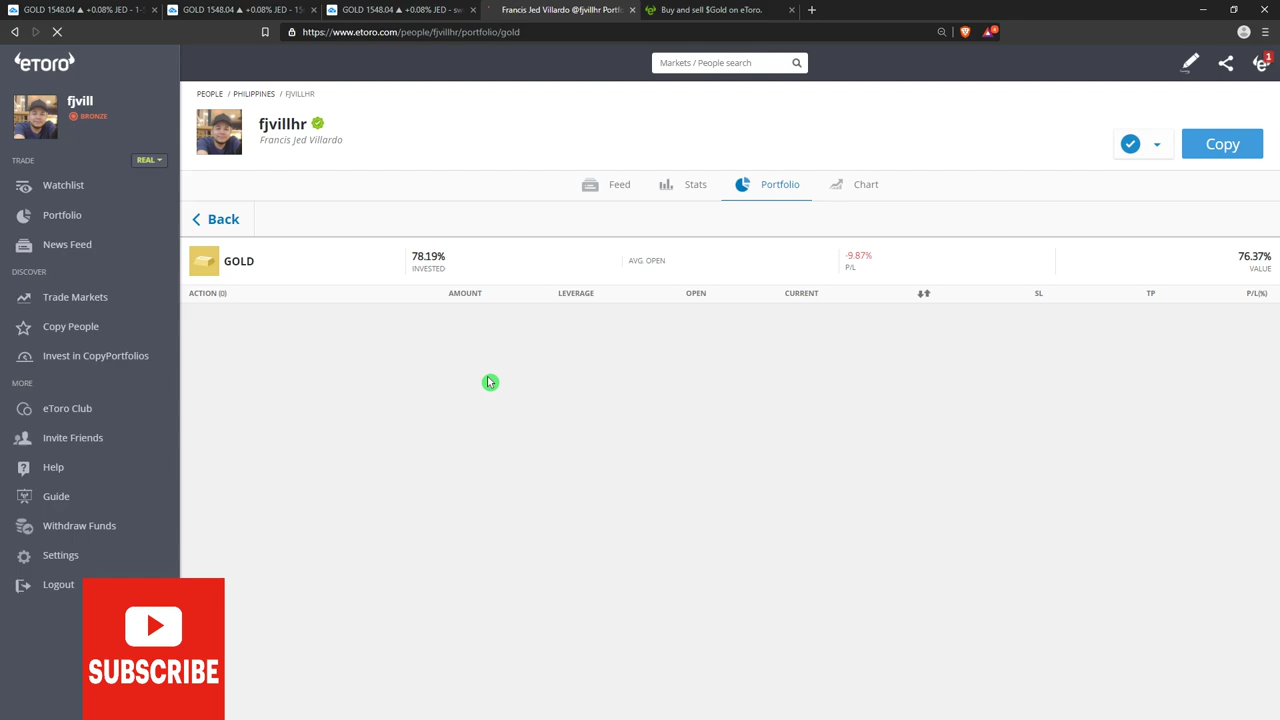 GOLD 1548.04 ▲ +0.08% JED - 1-5
GOLD 1548.04 ▲ +0.08% JED -
GOLD 1548.04 ▲ +0.08% JED - sw
Francis Jed Villardo @fjvillhr Portf
Buy and sell $Gold on eToro.
https://www.etoro.com/people/fjvillhr/portfolio/gold
eToro
Markets / People search
1
fjvill
BRONZE
TRADE
REAL
Watchlist
Portfolio
News Feed
DISCOVER
Trade Markets
Copy People
Invest in CopyPortfolios
MORE
eToro Club
Invite Friends
Help
Guide
Withdraw Funds
Settings
Logout
PEOPLE / PHILIPPINES / FJVILLHR
fjvillhr
Francis Jed Villardo
Copy
Feed Stats Portfolio Chart
Back
GOLD
78.19%
INVESTED
AVG. OPEN
-9.87%
P/L
76.37%
VALUE
ACTION (0) AMOUNT LEVERAGE OPEN CURRENT SL TP P/L(%)
SUBSCRIBE